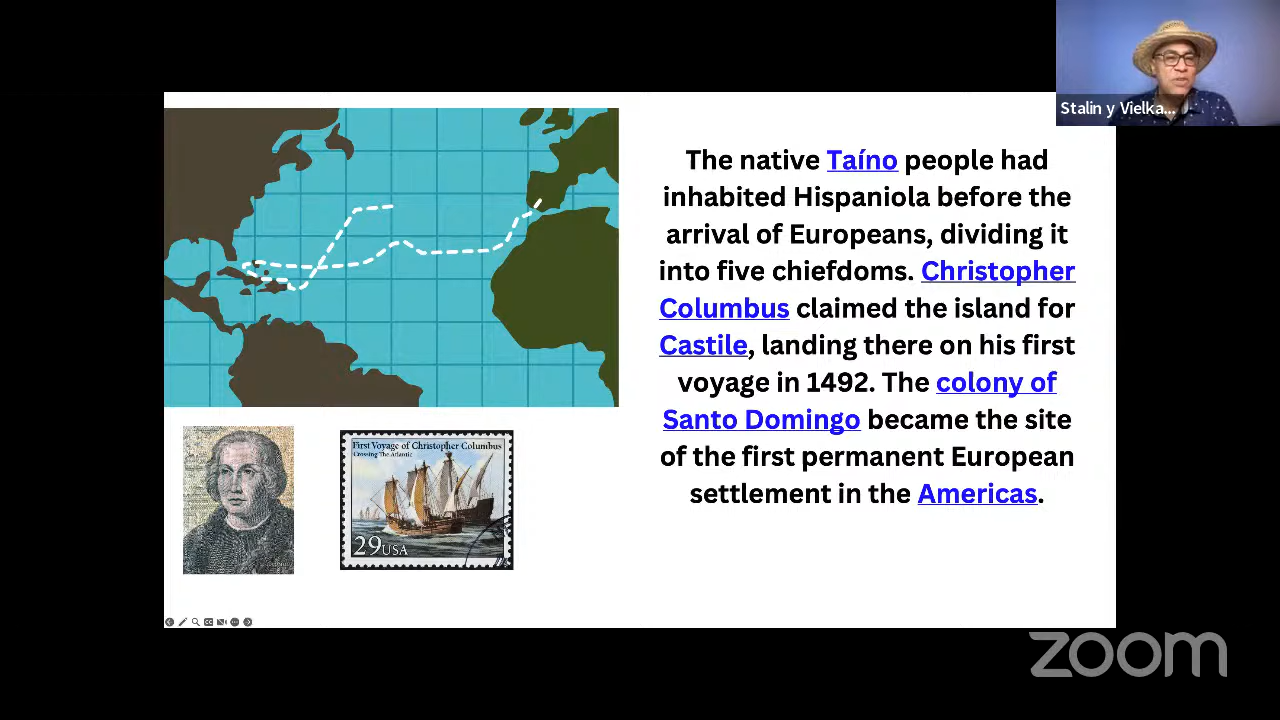 Stalin y Vielka...
The native Taíno people had
inhabited Hispaniola before the
arrival of Europeans, dividing it
into five chiefdoms. Christopher
Columbus claimed the island for
Castile, landing there on his first
voyage in 1492. The colony of
Santo Domingo became the site
of the first permanent European
settlement in the Americas.
First Voyage of Christopher Columbus
Crossing The Atlantic
29USA
zoom